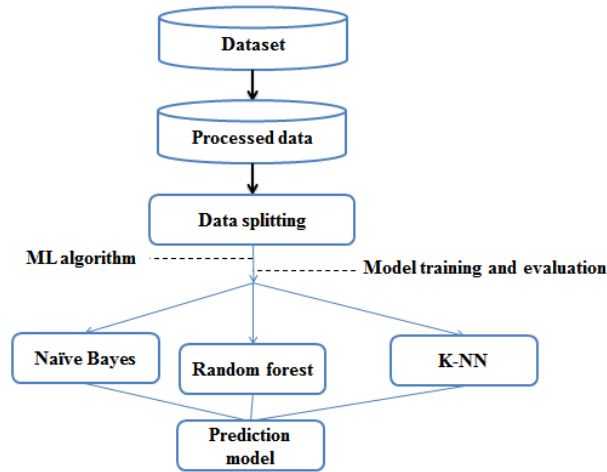 Dataset
Processed data
Data splitting
ML algorithm
Model training and evaluation
Naïve Bayes
Random forest
K-NN
Prediction
model